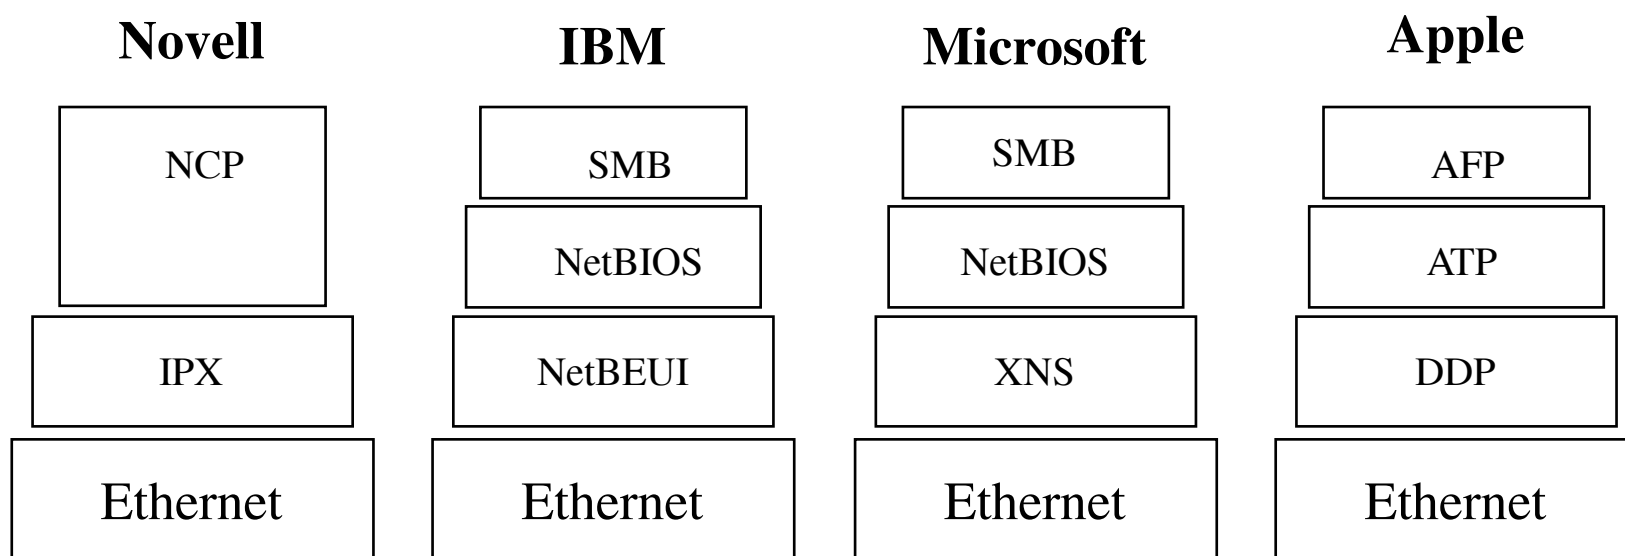 Novell
IBM
Microsoft
Apple
NCP
SMB
SMB
AFP
NetBIOS
NetBIOS
ATP
IPX
NetBEUI
XNS
DDP
Ethernet
Ethernet
Ethernet
Ethernet